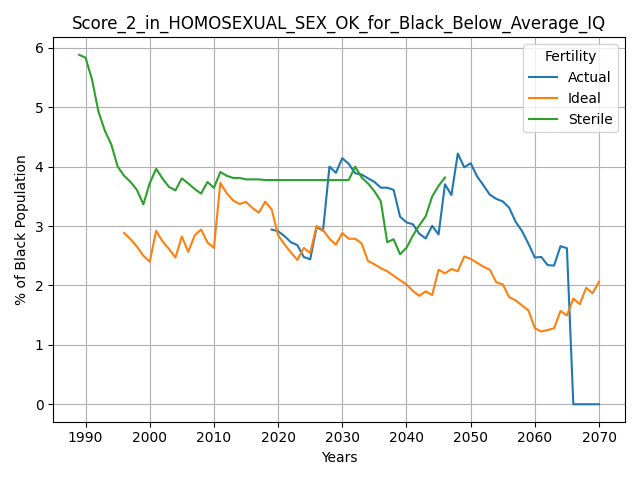 Score_2_in_HOMOSEXUAL_SEX_OK_for_Black_Below_Average_IQ
Fertility
Actual
Ideal
Sterile
% of Black Population
6
5
4
3
2
1
0
1990 2000 2010 2020 2030 2040 2050 2060 2070
Years